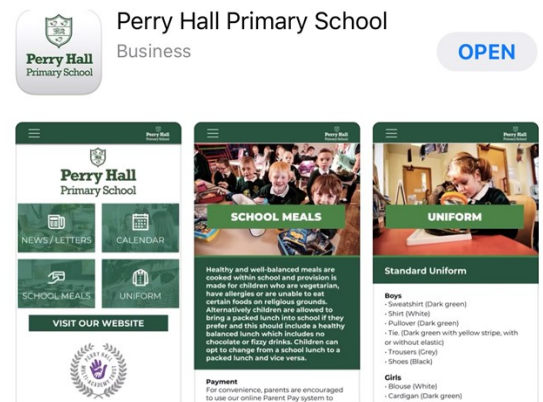 Perry Hall
Primary School
Perry Hall Primary School
Business
OPEN
Perry Hall
Primary School
Perry Hall
Primary School
NEWS / LETTERS
CALENDAR
SCHOOL MEALS
UNIFORM
VISIT OUR WEBSITE
PERRY HALL
MULTI-ACADEMY TRUST
Perry Hall
Primary School
SCHOOL MEALS
Healthy and well-balanced meals are
cooked within school and provision is
made for children who are vegetarian,
have allergies or are unable to eat
certain foods on religious grounds.
Alternatively children are allowed to
bring a packed lunch into school if they
prefer and this should include a healthy
balanced lunch which includes no
chocolate or fizzy drinks. Children can
opt to change from a school lunch to a
packed lunch and vice versa.
Payment
For convenience, parents are encouraged
to use our online Parent Pay system to
Perry Hall
Primary School
UNIFORM
Standard Uniform
Boys
• Sweatshirt (Dark green)
• Shirt (White)
• Pullover (Dark green)
• Tie. (Dark green with yellow stripe, with
or without elastic)
• Trousers (Grey)
• Shoes (Black)
Girls
• Blouse (White)
• Cardigan (Dark green)